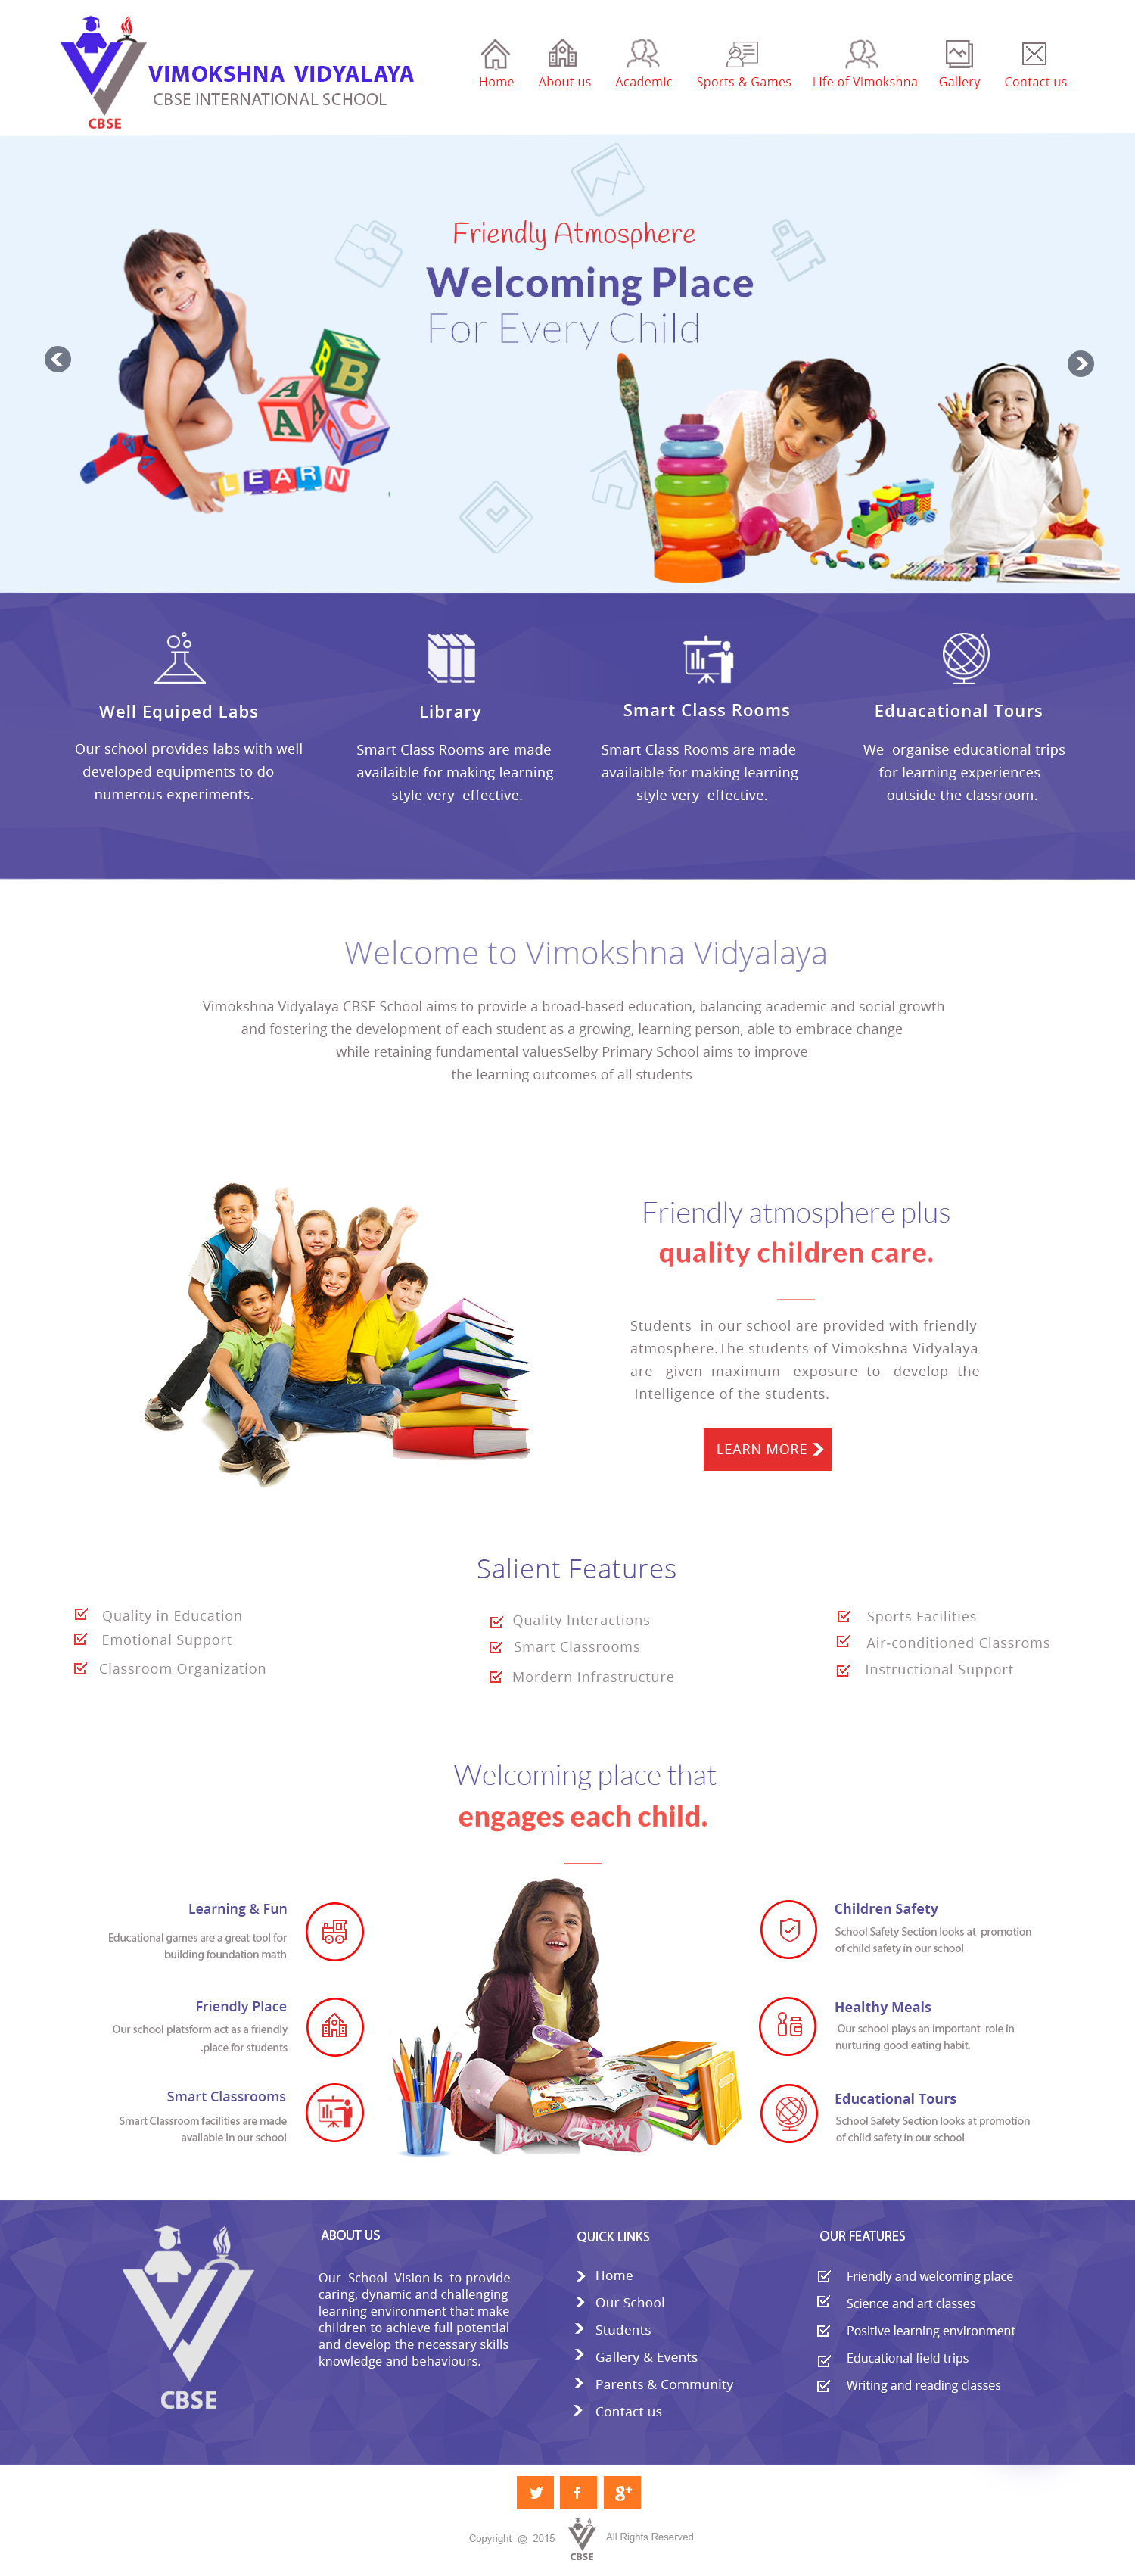 VIMOKSHNA VIDYALAYA
CBSE INTERNATIONAL SCHOOL
CBSE
Home
About us
Academic
Sports & Games
Life of Vimokshna
Gallery
Contact us
Friendly Atmosphere
Welcoming Place
For Every Child
B
B
A
A
A
C
LEARN
Well Equiped Labs
Our school provides labs with well
developed equipments to do
numerous experiments.
Library
Smart Class Rooms are made
availaible for making learning
style very effective.
Smart Class Rooms
Smart Class Rooms are made
availaible for making learning
style very effective.
Eduacational Tours
We organise educational trips
for learning experiences
outside the classroom.
Welcome to Vimokshna Vidyalaya
Vimokshna Vidyalaya CBSE School aims to provide a broad-based education, balancing academic and social growth
and fostering the development of each student as a growing, learning person, able to embrace change
while retaining fundamental valuesSelby Primary School aims to improve
the learning outcomes of all students
Friendly atmosphere plus
quality children care.
Students in our school are provided with friendly
atmosphere.The students of Vimokshna Vidyalaya
are given maximum exposure to develop the
Intelligence of the students.
LEARN MORE
Salient Features
Quality in Education
Emotional Support
Classroom Organization
Quality Interactions
Smart Classrooms
Mordern Infrastructure
Sports Facilities
Air-conditioned Classroms
Instructional Support
Welcoming place that
engages each child.
Learning & Fun
Educational games are a great tool for
building foundation math
Friendly Place
Our school platsform act as a friendly
.place for students
Smart Classrooms
Smart Classroom facilities are made
available in our school
Children Safety
School Safety Section looks at promotion
of child safety in our school
Healthy Meals
Our school plays an important role in
nurturing good eating habit.
Educational Tours
School Safety Section looks at promotion
of child safety in our school
CBSE
ABOUT US
Our School Vision is to provide
caring, dynamic and challenging
learning environment that make
children to achieve full potential
and develop the necessary skills
knowledge and behaviours.
QUICK LINKS
Home
Our School
Students
Gallery & Events
Parents & Community
Contact us
OUR FEATURES
Friendly and welcoming place
Science and art classes
Positive learning environment
Educational field trips
Writing and reading classes
Copyright @ 2015
CBSE
All Rights Reserved